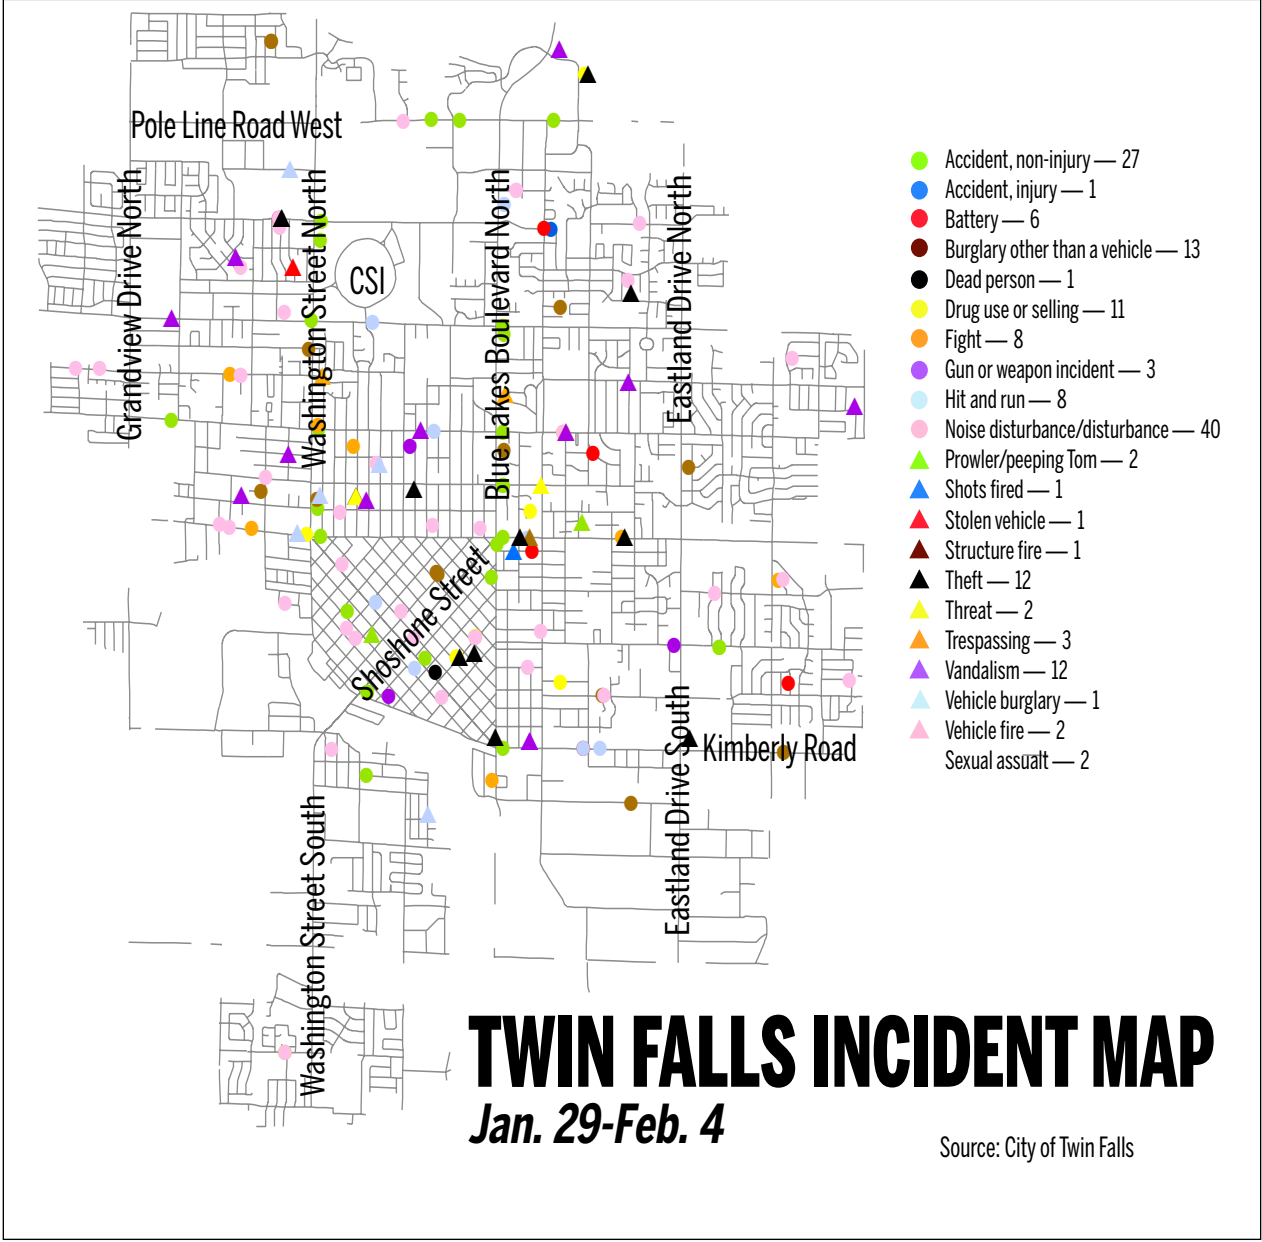 Pole Line Road West
Grandview Drive North
Washington Street North
CSI
Blue Lakes Boulevard North
Eastland Drive North
Shoshone Street
Eastland Drive South
Kimberly Road
Washington Street South
Accident, non-injury — 27
Accident, injury — 1
Battery — 6
Burglary other than a vehicle — 13
Dead person — 1
Drug use or selling — 11
Fight — 8
Gun or weapon incident — 3
Hit and run — 8
Noise disturbance/disturbance — 40
Prowler/peeping Tom — 2
Shots fired — 1
Stolen vehicle — 1
Structure fire — 1
Theft — 12
Threat — 2
Trespassing — 3
Vandalism — 12
Vehicle burglary — 1
Vehicle fire — 2
Sexual assualt — 2
TWIN FALLS INCIDENT MAP
Jan. 29-Feb. 4
Source: City of Twin Falls